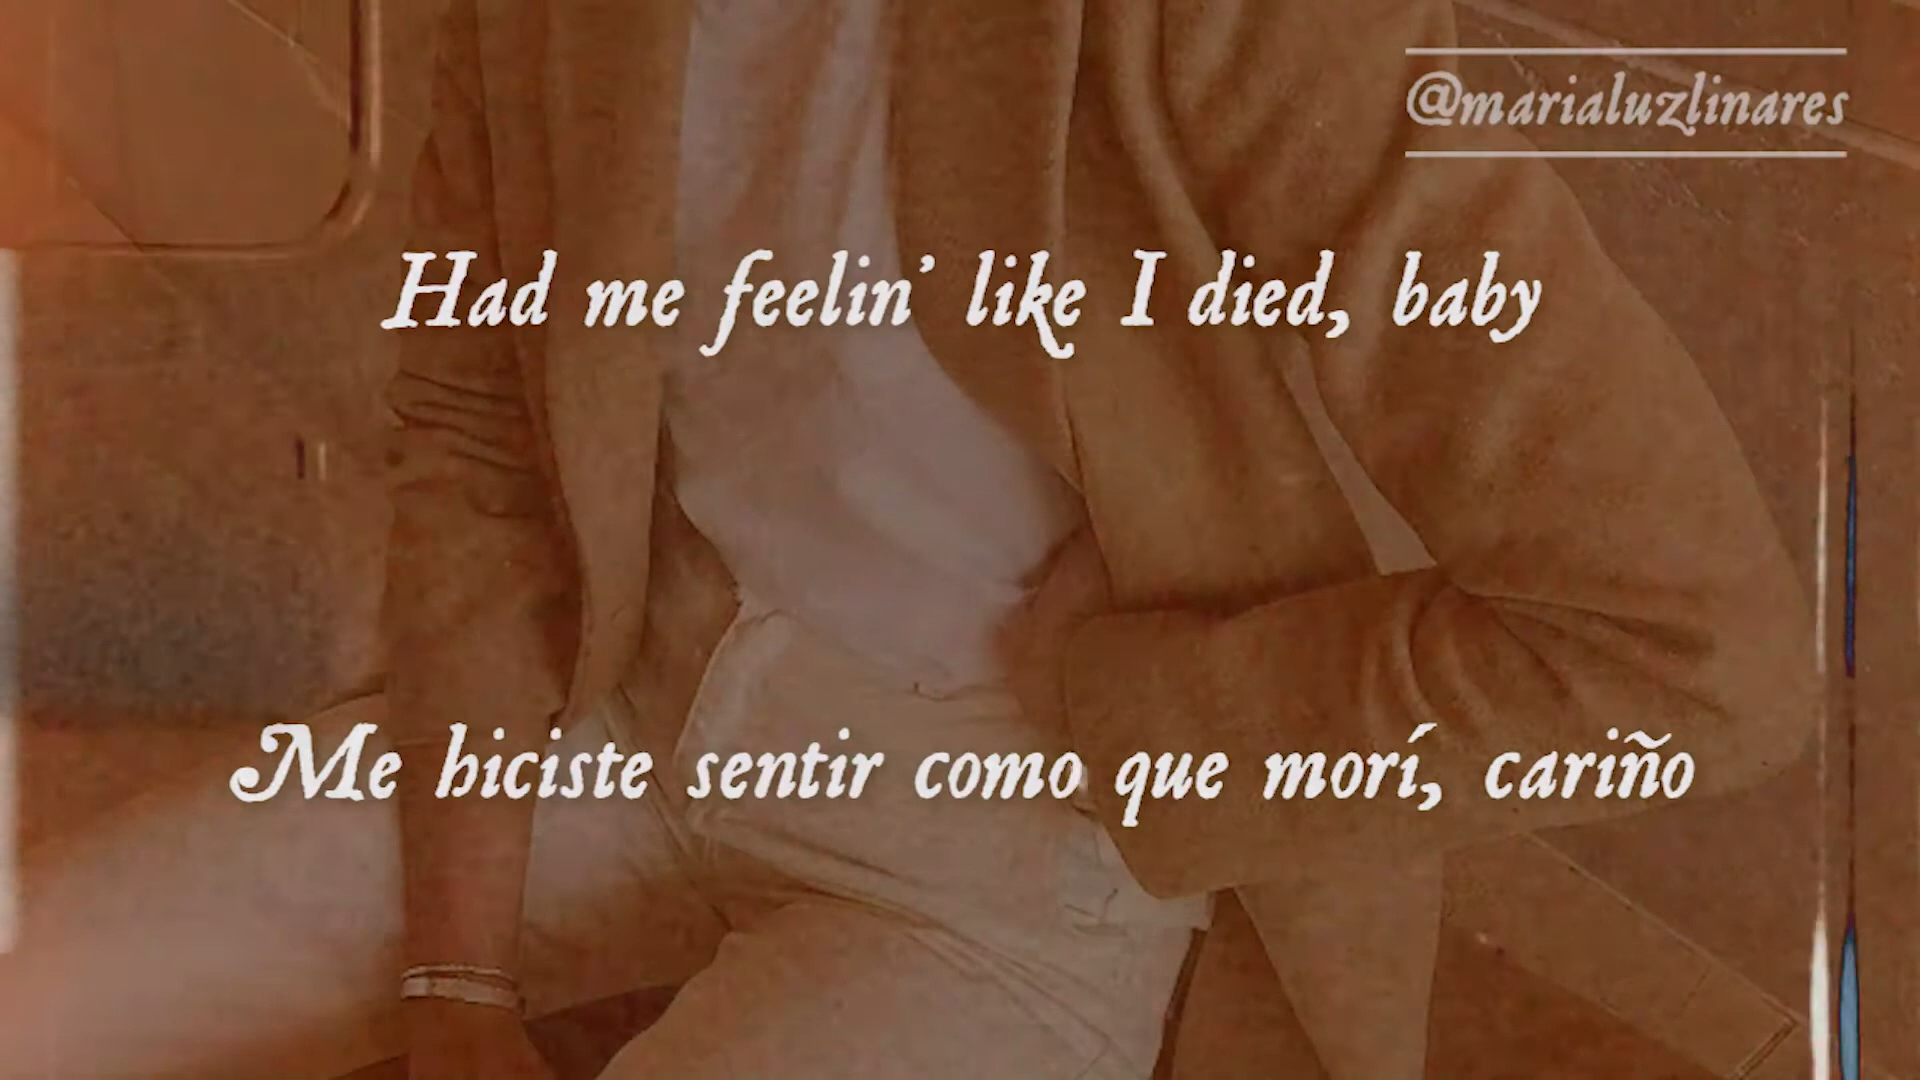 @marialuzlinares
Had me feelin' like I died, baby
Me hiciste sentir como que morí, cariño